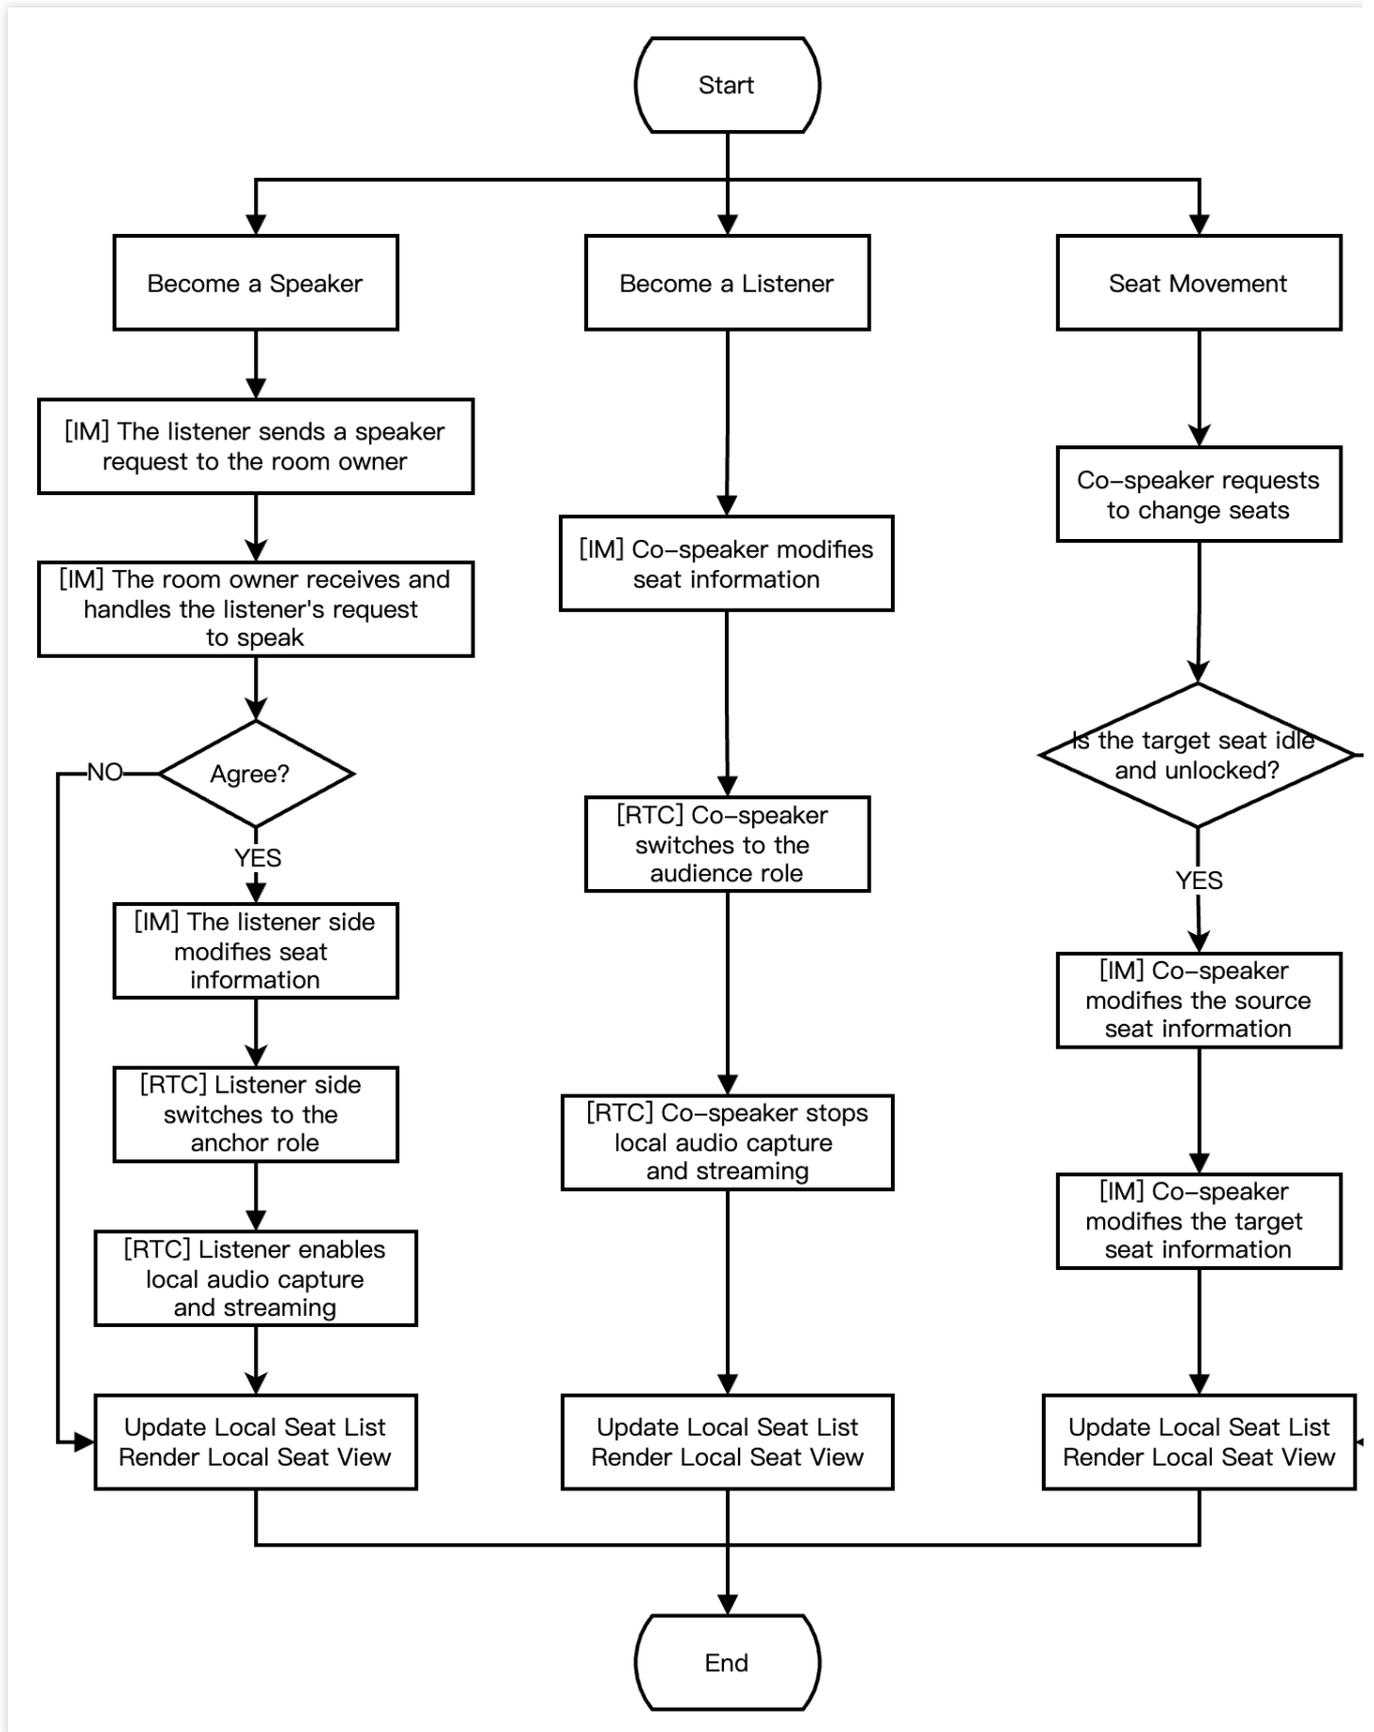 Start
Become a Speaker
[IM] The listener sends a speaker
request to the room owner
[IM] The room owner receives and
handles the listener's request
to speak
Agree?
NO
YES
[IM] The listener side
modifies seat
information
[RTC] Listener side
switches to the
anchor role
[RTC] Listener enables
local audio capture
and streaming
Update Local Seat List
Render Local Seat View
Become a Listener
[IM] Co-speaker modifies
seat information
[RTC] Co-speaker
switches to the
audience role
[RTC] Co-speaker stops
local audio capture
and streaming
Update Local Seat List
Render Local Seat View
Seat Movement
Co-speaker requests
to change seats
Is the target seat idle
and unlocked?
YES
[IM] Co-speaker
modifies the source
seat information
[IM] Co-speaker
modifies the target
seat information
Update Local Seat List
Render Local Seat View
End